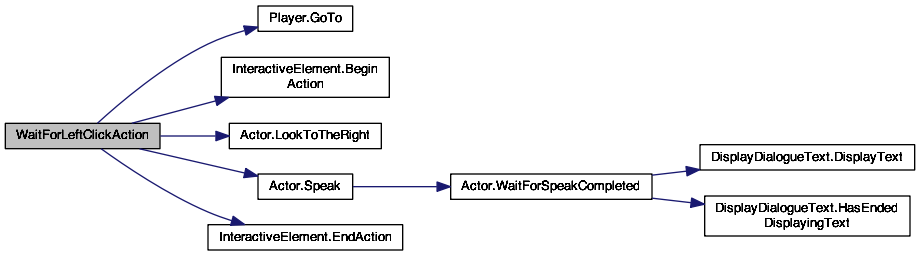 Player.GoTo
InteractiveElement.Begin
Action
WaitForLeftClickAction
Actor.LookToTheRight
Actor.Speak
InteractiveElement.EndAction
Actor.WaitForSpeakCompleted
DisplayDialogueText.DisplayText
DisplayDialogueText.HasEnded
DisplayingText